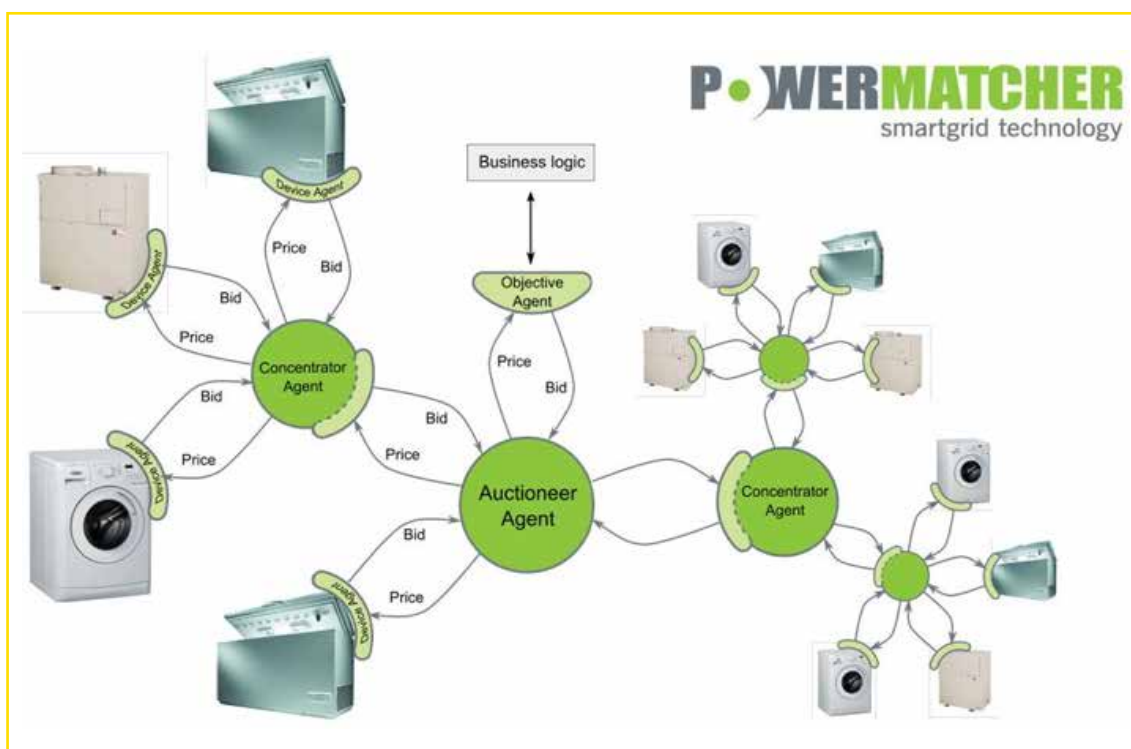 POWERMATCHER
smartgrid technology
Device Agent
Business logic
Device Agent
Price
Bid
Objective
Agent
Bid
Price
Concentrator
Agent
Price
Bid
Bid
Bid
Price
Price
Device Agent
Auctioneer
Agent
Concentrator
Agent
Bid
Device Agent
Price